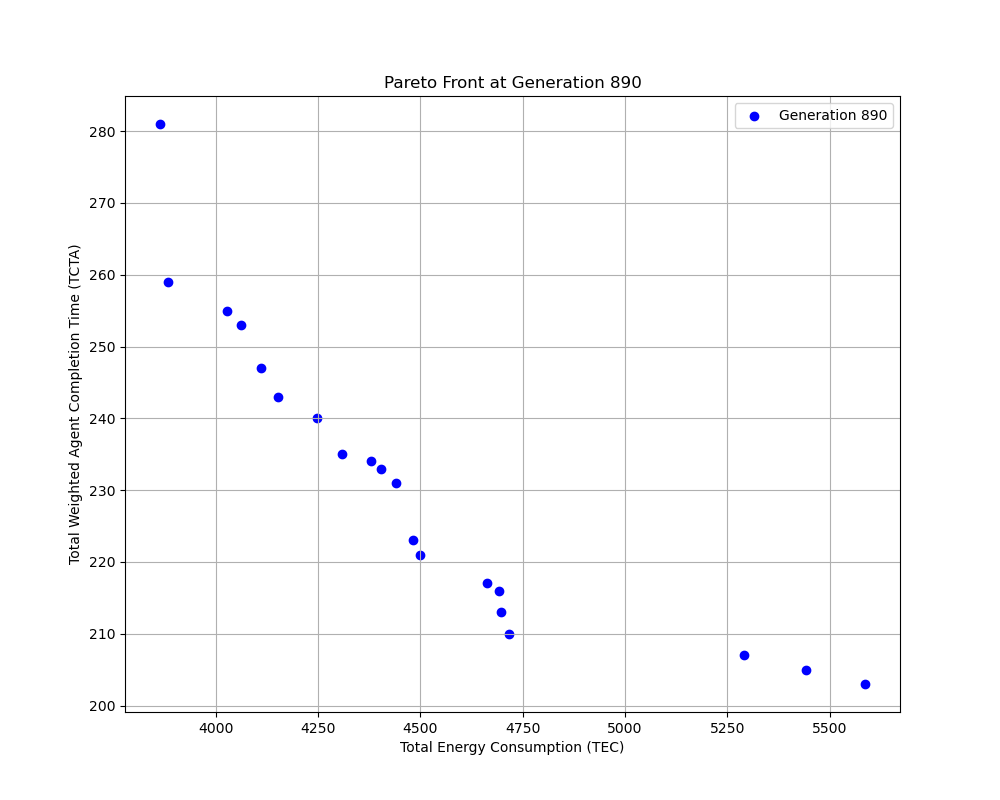 Pareto Front at Generation 890
Generation 890
280
270
260
250
240
230
220
210
200
Total Weighted Agent Completion Time (TCTA)
4000 4250 4500 4750 5000 5250 5500
Total Energy Consumption (TEC)